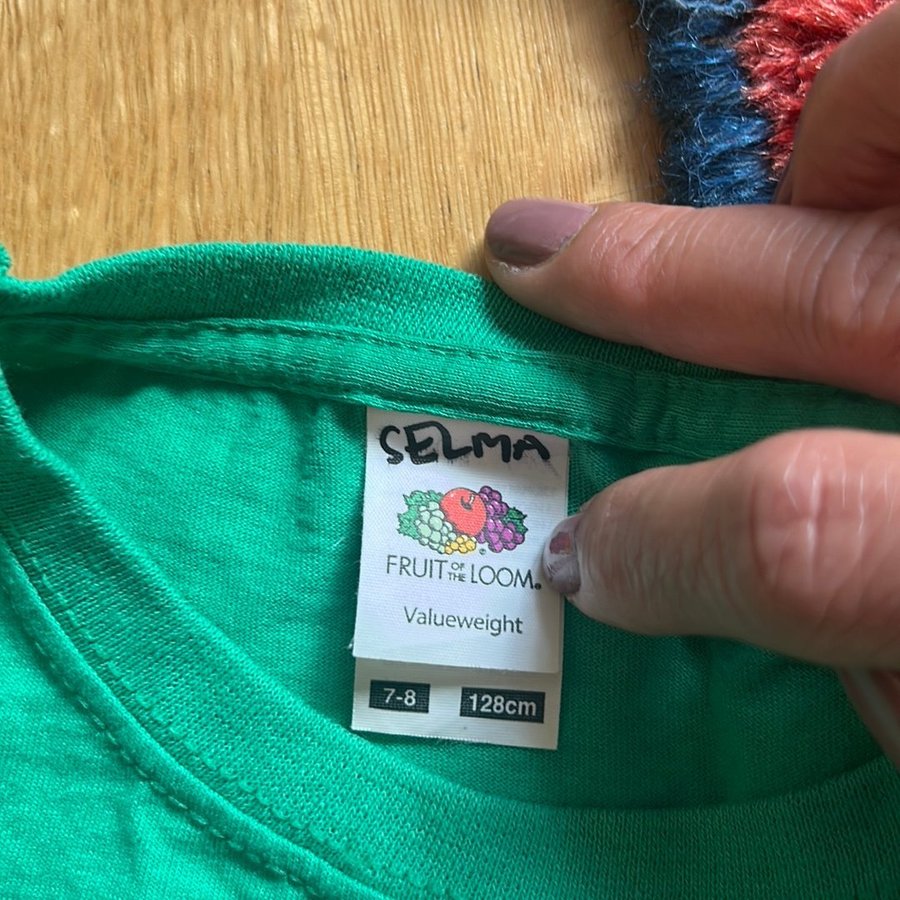 SELMA
FRUIT OF THE LOOM®
Valueweight
7-8 128cm